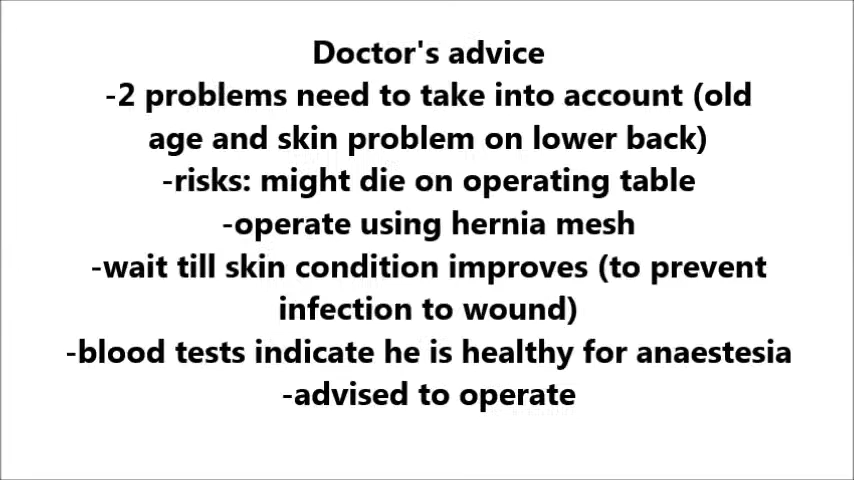 Doctor's advice
-2 problems need to take into account (old
age and skin problem on lower back)
-risks: might die on operating table
-operate using hernia mesh
-wait till skin condition improves (to prevent
infection to wound)
-blood tests indicate he is healthy for anaestesia
-advised to operate